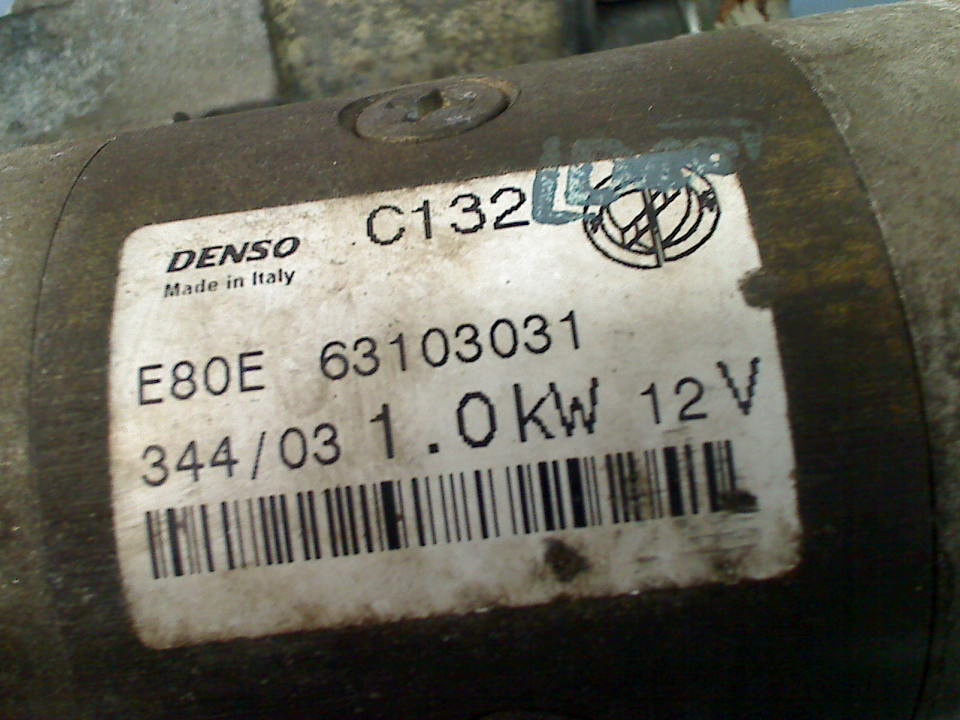 DENSO
C132
Made in Italy
E80E 63103031
344/03 1.0kW 12V